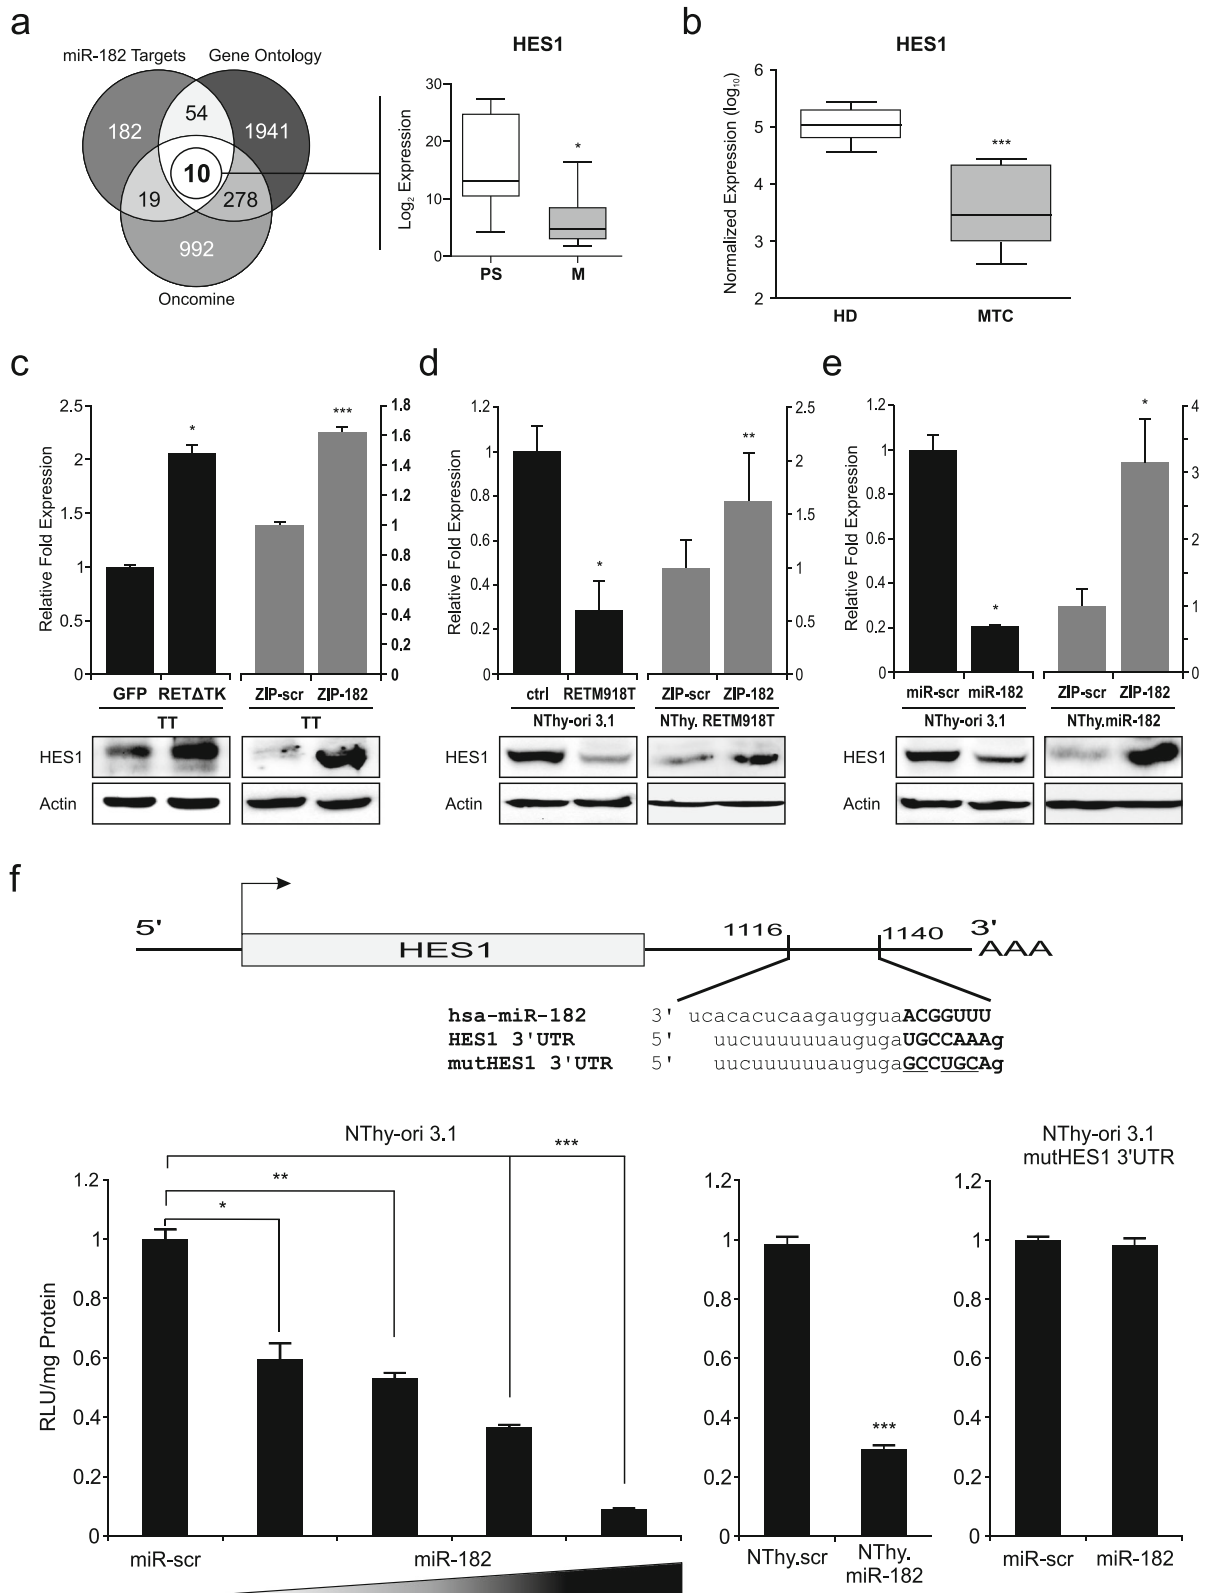 a
miR-182 Targets
Gene Ontology
54
182
1941
10
19
278
992
Oncomine
HES1
Log2 Expression
30
20
10
0
*
PS
M
b
HES1
Normalized Expression (log10)
6
5
4
3
2
***
HD
MTC
c
Relative Fold Expression
2.5
2
1.5
1
0.5
0
*
***
1.8
1.6
1.4
1.2
1
0.8
0.6
0.4
0.2
0
GFP RETΔTK
ZIP-scr ZIP-182
TT
TT
HES1
Actin
d
Relative Fold Expression
1.2
1
0.8
0.6
0.4
0.2
0
*
**
2.5
2
1.5
1
0.5
0
ctrl RETM918T
ZIP-scr ZIP-182
NThy-ori 3.1
NThy. RETM918T
HES1
Actin
e
Relative Fold Expression
1.2
1
0.8
0.6
0.4
0.2
0
*
*
4
3
2
1
0
miR-scr miR-182
ZIP-scr ZIP-182
NThy-ori 3.1
NThy.miR-182
HES1
Actin
f
5'
HES1
1116
1140
3'
AAA
hsa-miR-182 3' ucacacucaagaugguaACGGUUU
HES1 3'UTR 5' uucuuuuuuaugugaUGCCAAAg
mutHES1 3'UTR 5' uucuuuuuuaugugaGCCUGCAg
NThy-ori 3.1
RLU/mg Protein
1.2
1
0.8
0.6
0.4
0.2
0
*
**
***
miR-scr
miR-182
1.2
1
0.8
0.6
0.4
0.2
0
***
NThy.scr
NThy.
miR-182
NThy-ori 3.1
mutHES1 3'UTR
1.2
1
0.8
0.6
0.4
0.2
0
miR-scr
miR-182